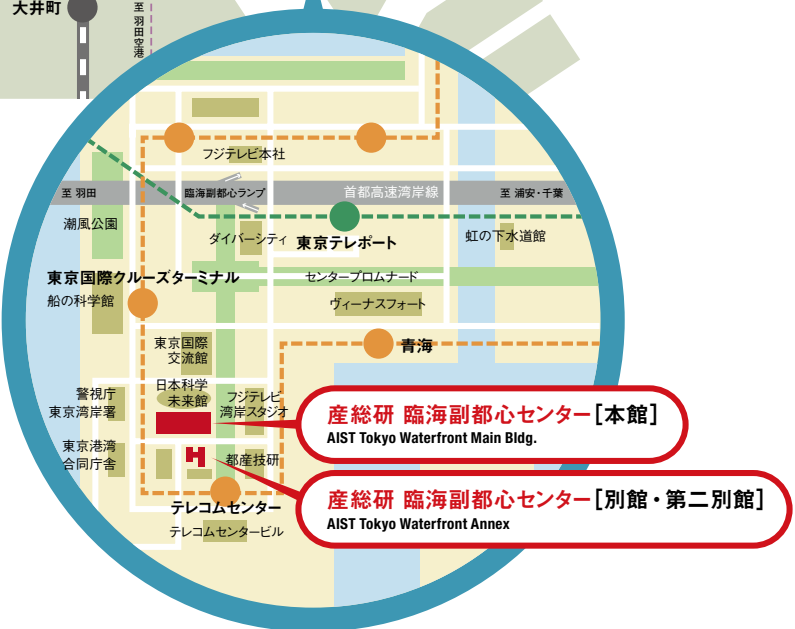 大井町
至 羽田空港
フジテレビ本社
至 羽田
臨海副都心ランプ
首都高速湾岸線
至 浦安・千葉
潮風公園
ダイバーシティ
東京テレポート
虹の下水道館
東京国際クルーズターミナル
船の科学館
センタープロムナード
ヴィーナスフォート
東京国際
交流館
青海
日本科学
未来館
警視庁
東京湾岸署
フジテレビ
湾岸スタジオ
産総研 臨海副都心センター[本館]
AIST Tokyo Waterfront Main Bldg.
東京港湾
合同庁舎
都産技研
産総研 臨海副都心センター[別館・第二別館]
AIST Tokyo Waterfront Annex
テレコムセンター
テレコムセンタービル